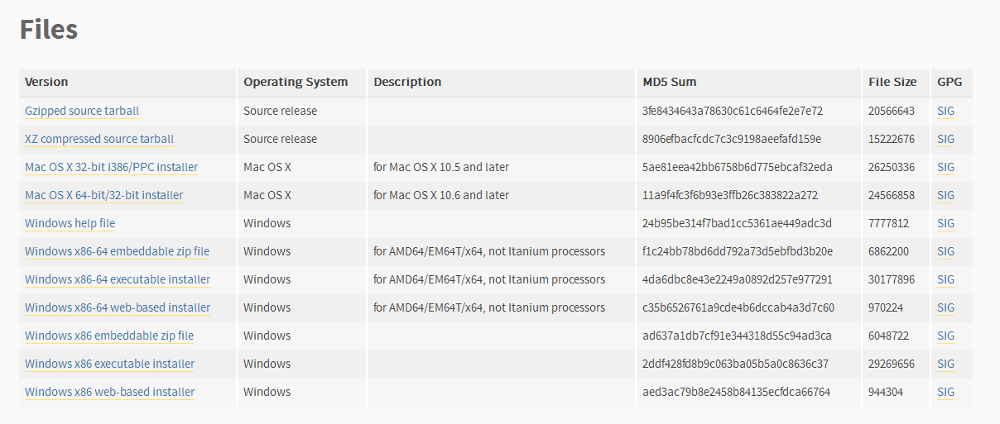 Files
Version Operating System Description MD5 Sum File Size GPG
Gzipped source tarball Source release 3fe8434643a78630c61c6464fe2e7e72 20566643 SIG
XZ compressed source tarball Source release 8906efbacfcdc7c3c9198aeefafd159e 15222676 SIG
Mac OS X 32-bit i386/PPC installer Mac OS X for Mac OS X 10.5 and later 5ae81eea42bb6758b6d775ebcaf32eda 26250336 SIG
Mac OS X 64-bit/32-bit installer Mac OS X for Mac OS X 10.6 and later 11a9f4fc3f6b93e3ffb26c383822a272 24566858 SIG
Windows help file Windows 24b95be314f7bad1cc5361ae449adc3d 7777812 SIG
Windows x86-64 embeddable zip file Windows for AMD64/EM64T/x64, not Itanium processors f1c24bb78bd6dd792a73d5ebfbd3b20e 6862200 SIG
Windows x86-64 executable installer Windows for AMD64/EM64T/x64, not Itanium processors 4da6dbc8e43e2249a0892d257e977291 30177896 SIG
Windows x86-64 web-based installer Windows for AMD64/EM64T/x64, not Itanium processors c35b6526761a9cde4b6dccab4a3d7c60 970224 SIG
Windows x86 embeddable zip file Windows ad637a1db7cf91e344318d55c94ad3ca 6048722 SIG
Windows x86 executable installer Windows 2ddf428fd8b9c063ba05b5a0c8636c37 29269656 SIG
Windows x86 web-based installer Windows aed3ac79b8e2458b84135ecfdca66764 944304 SIG